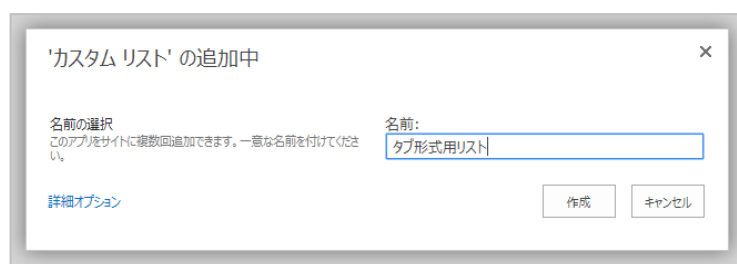 'カスタム リスト' の追加中
×
名前の選択
このアプリをサイトに複数回追加できます。一意な名前を付けてくださ
い。
名前:
タブ形式用リスト
詳細オプション
作成
キャンセル